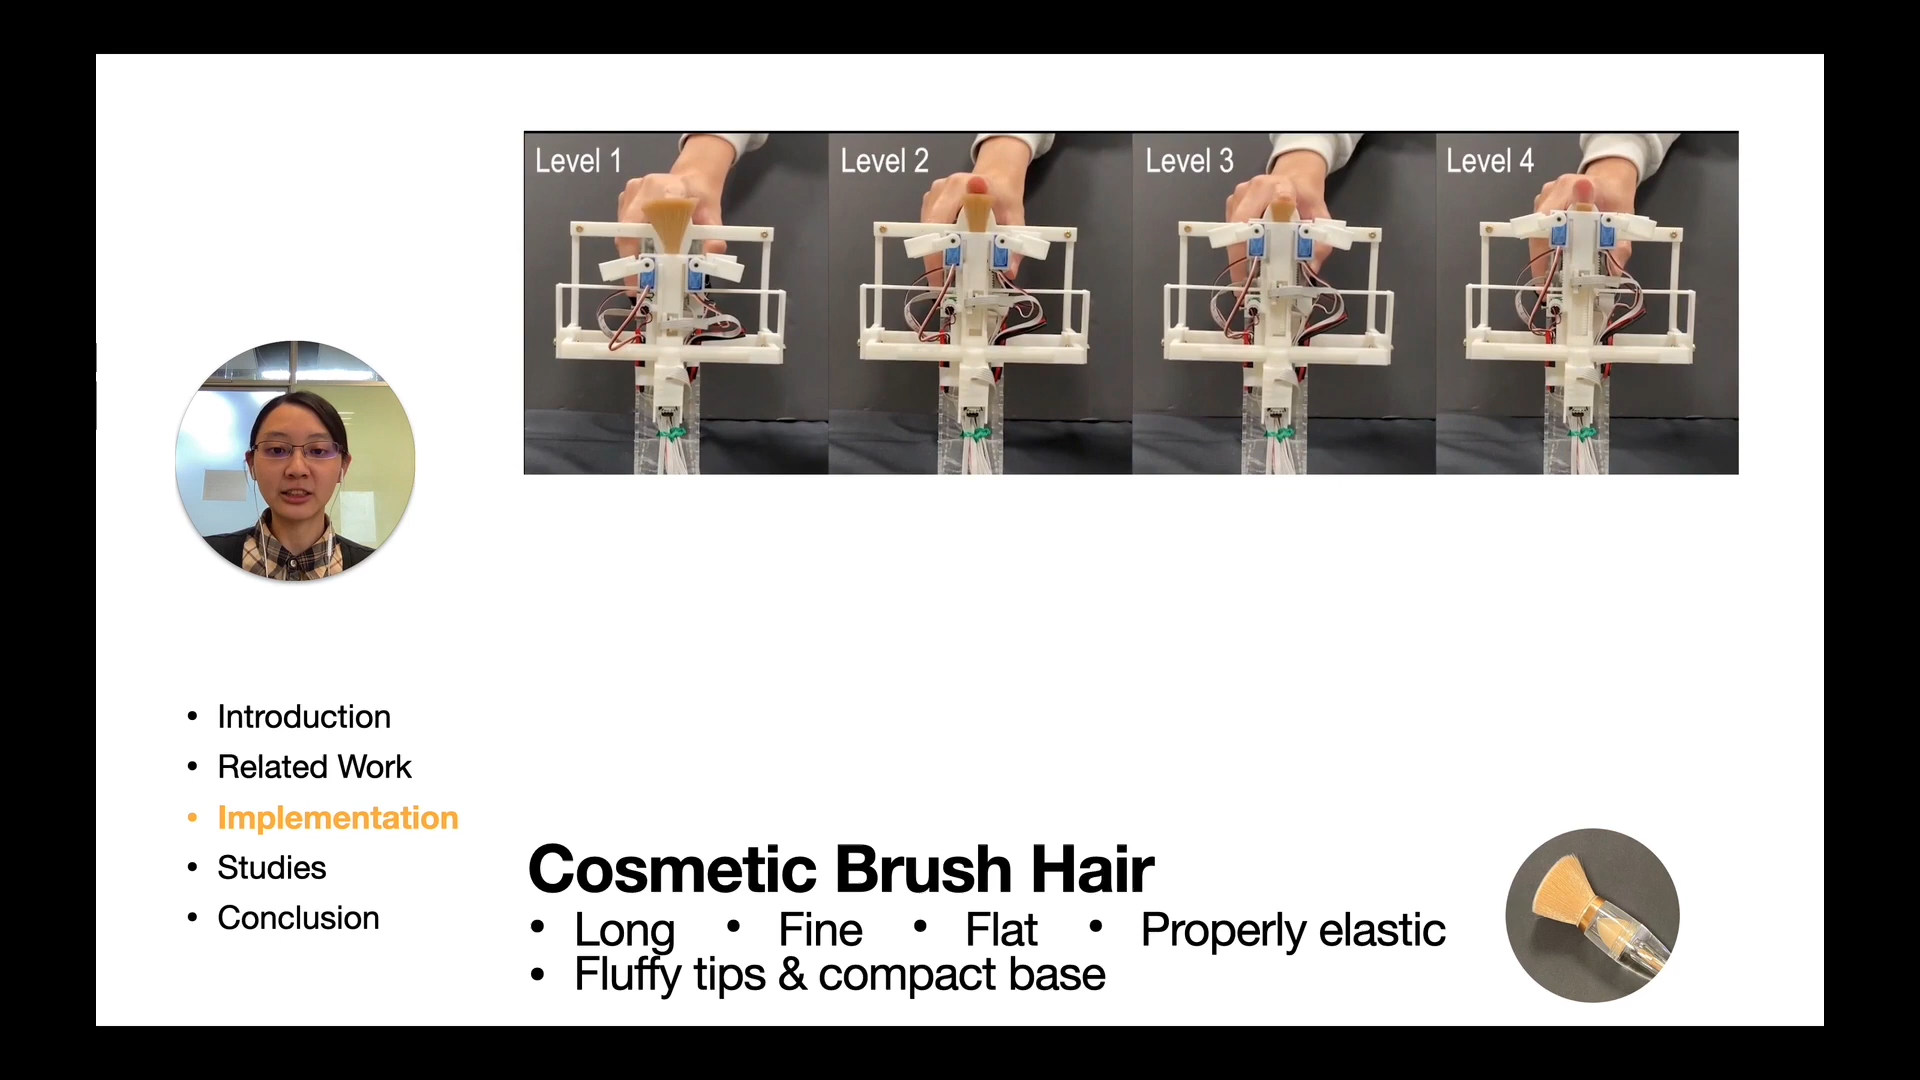 Level 1 Level 2 Level 3 Level 4
• Introduction
• Related Work
• Implementation
• Studies
• Conclusion
Cosmetic Brush Hair
• Long • Fine • Flat • Properly elastic
• Fluffy tips & compact base